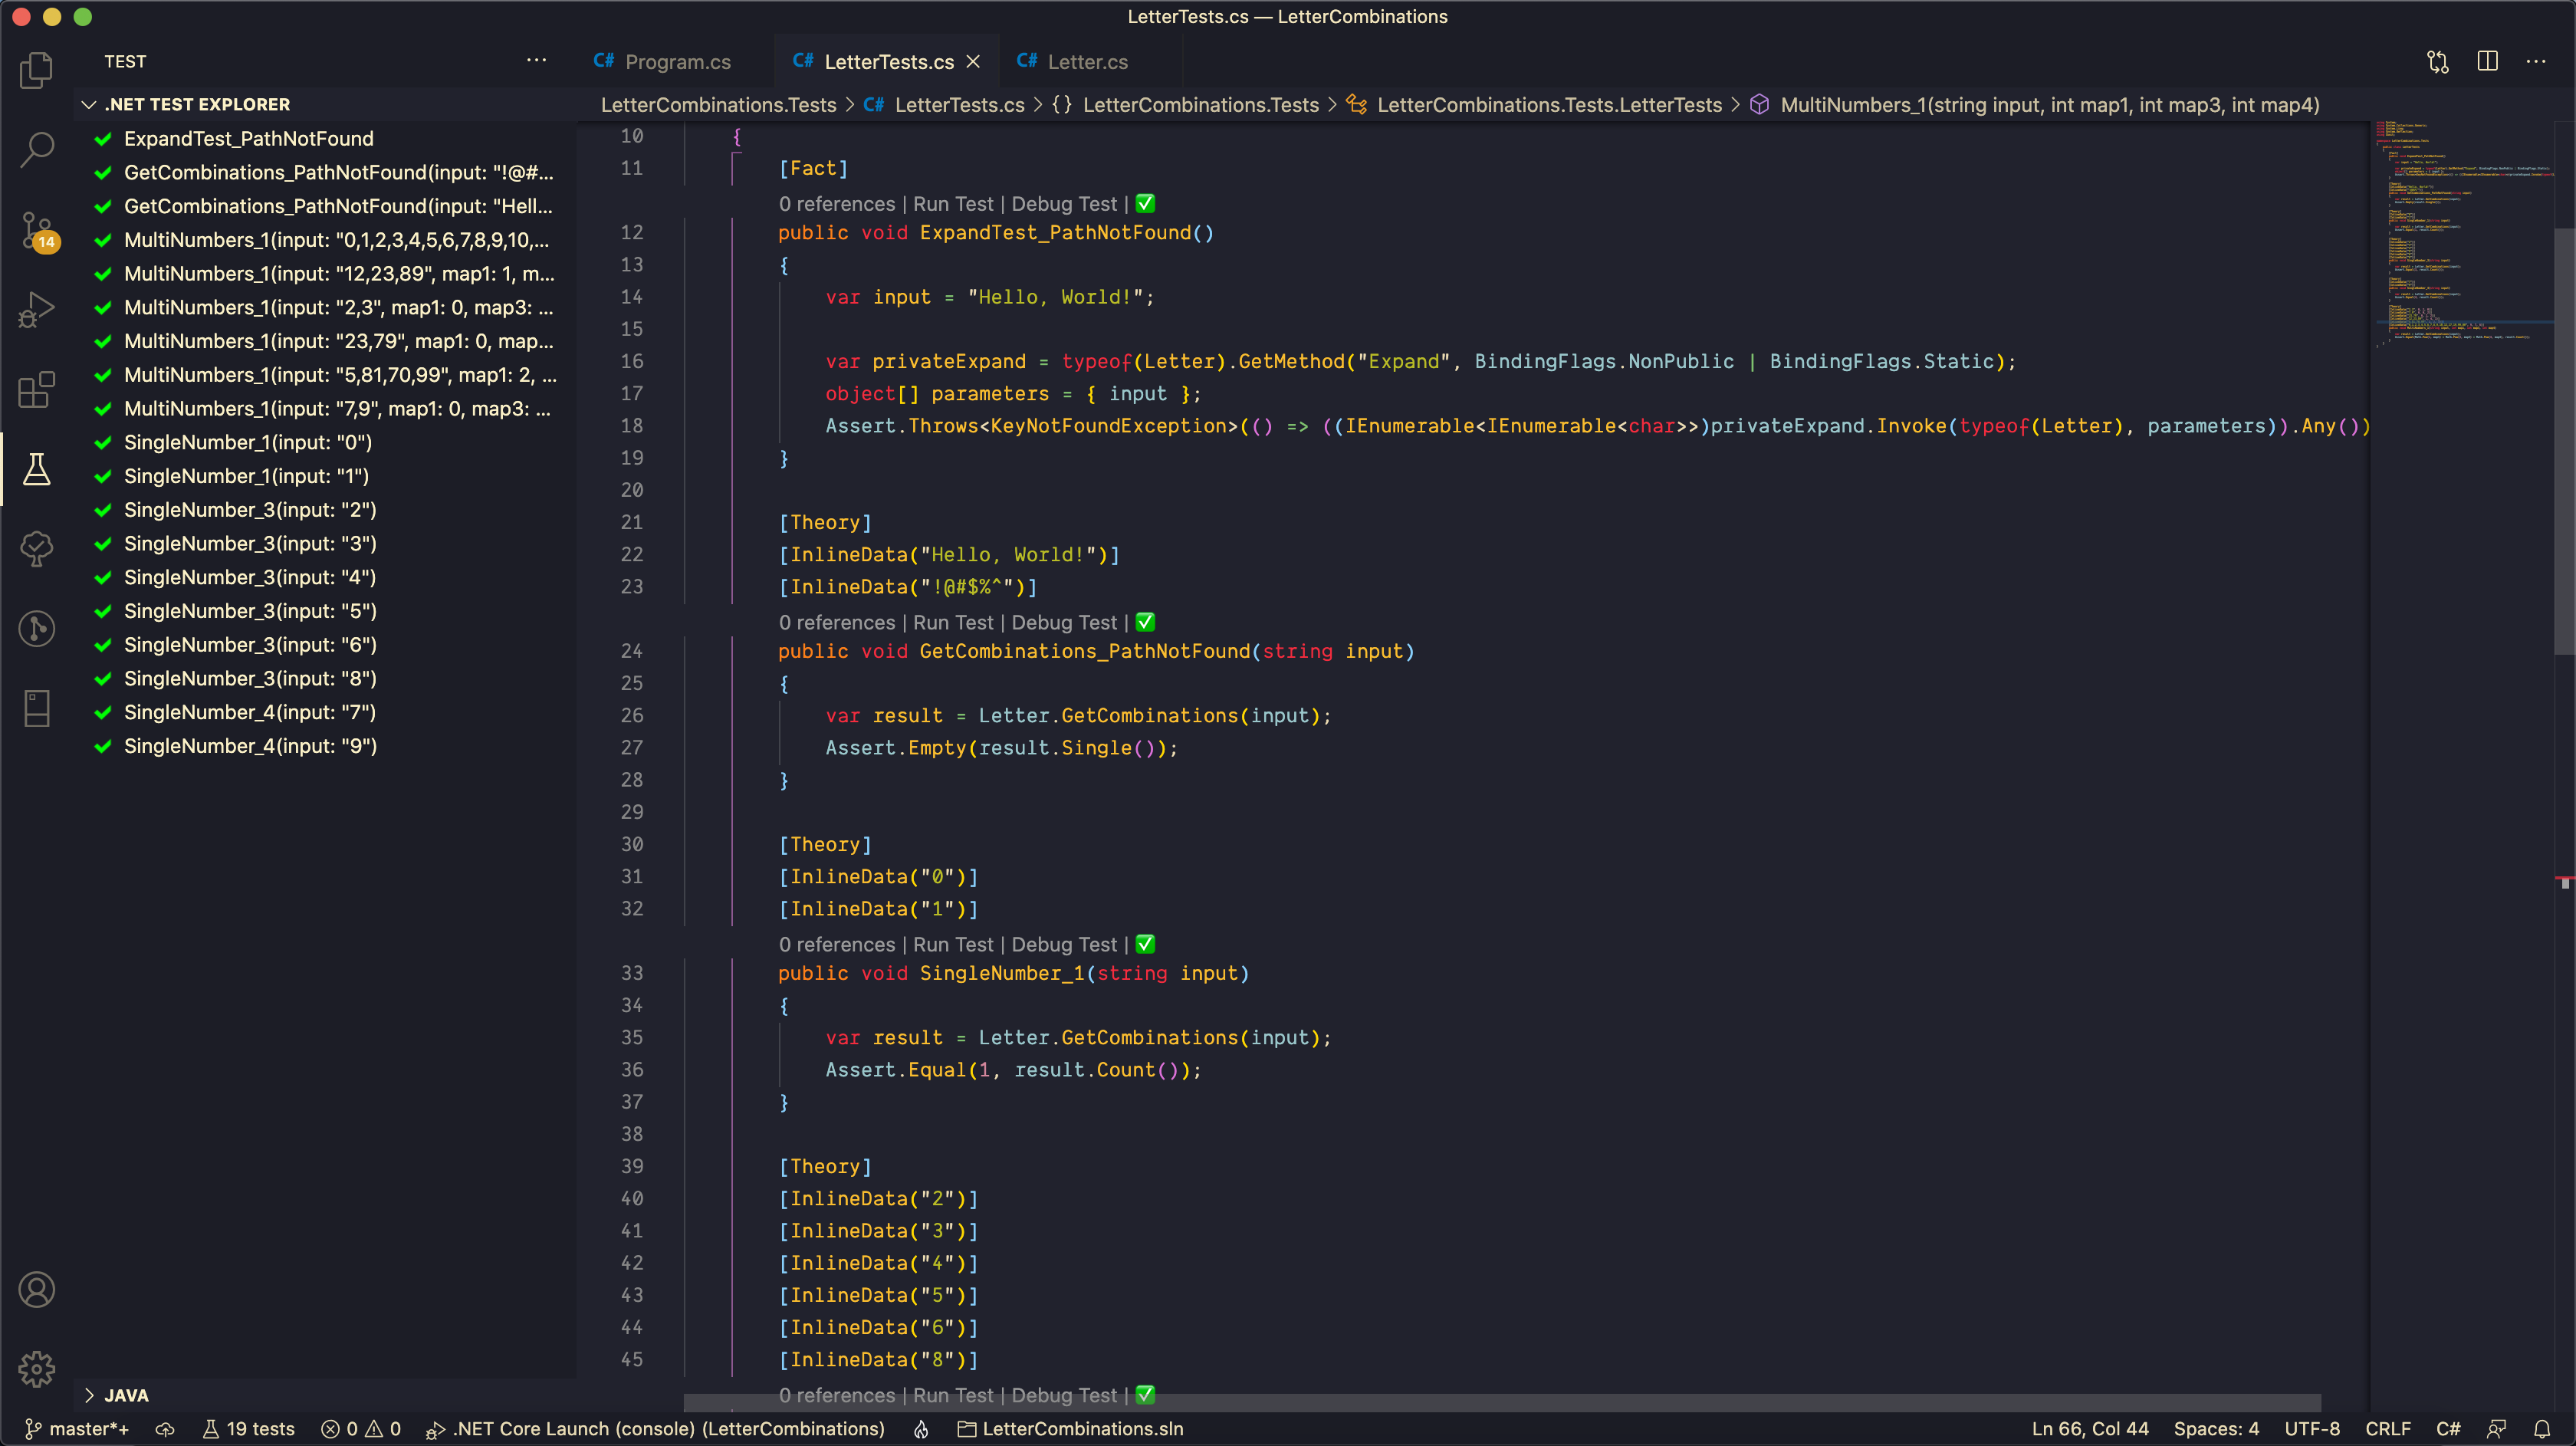 LetterTests.cs — LetterCombinations
TEST
Program.cs
LetterTests.cs
Letter.cs
.NET TEST EXPLORER
LetterCombinations.Tests > C# LetterTests.cs > {} LetterCombinations.Tests > LetterCombinations.Tests.LetterTests > MultiNumbers_1(string input, int map1, int map3, int map4)
ExpandTest_PathNotFound
GetCombinations_PathNotFound(input: "!@#...
GetCombinations_PathNotFound(input: "Hell...
MultiNumbers_1(input: "0,1,2,3,4,5,6,7,8,9,10,...
MultiNumbers_1(input: "12,23,89", map1: 1, m...
MultiNumbers_1(input: "2,3", map1: 0, map3: ...
MultiNumbers_1(input: "23,79", map1: 0, map...
MultiNumbers_1(input: "5,81,70,99", map1: 2, ...
MultiNumbers_1(input: "7,9", map1: 0, map3: ...
SingleNumber_1(input: "0")
SingleNumber_1(input: "1")
SingleNumber_3(input: "2")
SingleNumber_3(input: "3")
SingleNumber_3(input: "4")
SingleNumber_3(input: "5")
SingleNumber_3(input: "6")
SingleNumber_3(input: "8")
SingleNumber_4(input: "7")
SingleNumber_4(input: "9")
14
JAVA
10 {
11 [Fact]
0 references | Run Test | Debug Test | ✅
12 public void ExpandTest_PathNotFound()
13 {
14 var input = "Hello, World!";
15
16 var privateExpand = typeof(Letter).GetMethod("Expand", BindingFlags.NonPublic | BindingFlags.Static);
17 object[] parameters = { input };
18 Assert.Throws<KeyNotFoundException>(() => ((IEnumerable<IEnumerable<char>>)privateExpand.Invoke(typeof(Letter), parameters)).Any())
19 }
20
21 [Theory]
22 [InlineData("Hello, World!")]
23 [InlineData("!@#$%^")]
0 references | Run Test | Debug Test | ✅
24 public void GetCombinations_PathNotFound(string input)
25 {
26 var result = Letter.GetCombinations(input);
27 Assert.Empty(result.Single());
28 }
29
30 [Theory]
31 [InlineData("0")]
32 [InlineData("1")]
0 references | Run Test | Debug Test | ✅
33 public void SingleNumber_1(string input)
34 {
35 var result = Letter.GetCombinations(input);
36 Assert.Equal(1, result.Count());
37 }
38
39 [Theory]
40 [InlineData("2")]
41 [InlineData("3")]
42 [InlineData("4")]
43 [InlineData("5")]
44 [InlineData("6")]
45 [InlineData("8")]
0 references | Run Test | Debug Test | ✅
master*+ 19 tests 0 0 .NET Core Launch (console) (LetterCombinations) LetterCombinations.sln Ln 66, Col 44 Spaces: 4 UTF-8 CRLF C#